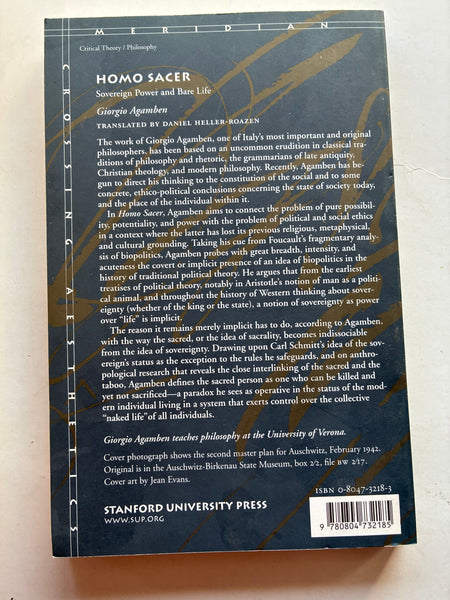 MERIDIAN
CROSSING AESTHETICS
Critical Theory / Philosophy
HOMO SACER
Sovereign Power and Bare Life
Giorgio Agamben
TRANSLATED BY DANIEL HELLER-ROAZEN
The work of Giorgio Agamben, one of Italy's most important and original
philosophers, has been based on an uncommon erudition in classical tra-
ditions of philosophy and rhetoric, the grammarians of late antiquity,
Christian theology, and modern philosophy. Recently, Agamben has be-
gun to direct his thinking to the constitution of the social and to some
concrete, ethico-political conclusions concerning the state of society today,
and the place of the individual within it.
In Homo Sacer, Agamben aims to connect the problem of pure possibil-
ity, potentiality, and power with the problem of political and social ethics
in a context where the latter has lost its previous religious, metaphysical,
and cultural grounding. Taking his cue from Foucault's fragmentary analy-
sis of biopolitics, Agamben probes with great breadth, intensity, and
acuteness the covert or implicit presence of an idea of biopolitics in the
history of traditional political theory. He argues that from the earliest
treatises of political theory, notably in Aristotle's notion of man as a politi-
cal animal, and throughout the history of Western thinking about sover-
eignty (whether of the king or the state), a notion of sovereignty as power
over "life" is implicit.
The reason it remains merely implicit has to do, according to Agamben,
with the way the sacred, or the idea of sacrality, becomes indissociable
from the idea of sovereignty. Drawing upon Carl Schmitt's idea of the sov-
ereign's status as the exception to the rules he safeguards, and on anthro-
pological research that reveals the close interlinking of the sacred and the
taboo, Agamben defines the sacred person as one who can be killed and
yet not sacrificed—a paradox he sees as operative in the status of the mod-
ern individual living in a system that exerts control over the collective
"naked life" of all individuals.
Giorgio Agamben teaches philosophy at the University of Verona.
Cover photograph shows the second master plan for Auschwitz, February 1942.
Original is in the Auschwitz-Birkenau State Museum, box 2/2, file BW 2/17.
Cover art by Jean Evans.
STANFORD UNIVERSITY PRESS
WWW.SUP.ORG
ISBN 0-8047-3218-3
9 780804 732185